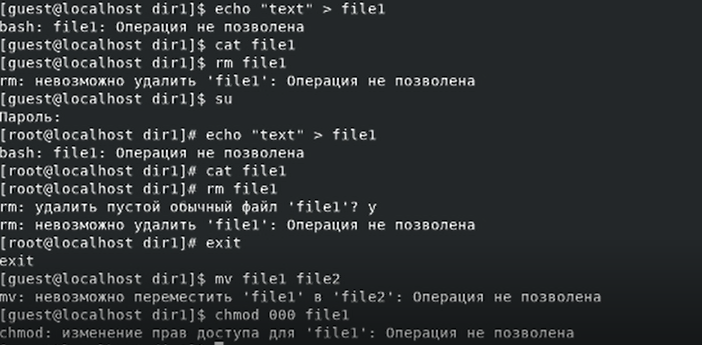 [guest@localhost dir1]$ echo "text" > file1
bash: file1: Операция не позволена
[guest@localhost dir1]$ cat file1
[guest@localhost dir1]$ rm file1
rm: невозможно удалить 'file1': Операция не позволена
[guest@localhost dir1]$ su
Пароль:
[root@localhost dir1]# echo "text" > file1
bash: file1: Операция не позволена
[root@localhost dir1]# cat file1
[root@localhost dir1]# rm file1
rm: удалить пустой обычный файл 'file1'? y
rm: невозможно удалить 'file1': Операция не позволена
[root@localhost dir1]# exit
exit
[guest@localhost dir1]$ mv file1 file2
mv: невозможно переместить 'file1' в 'file2': Операция не позволена
[guest@localhost dir1]$ chmod 000 file1
chmod: изменение прав доступа для 'file1': Операция не позволена